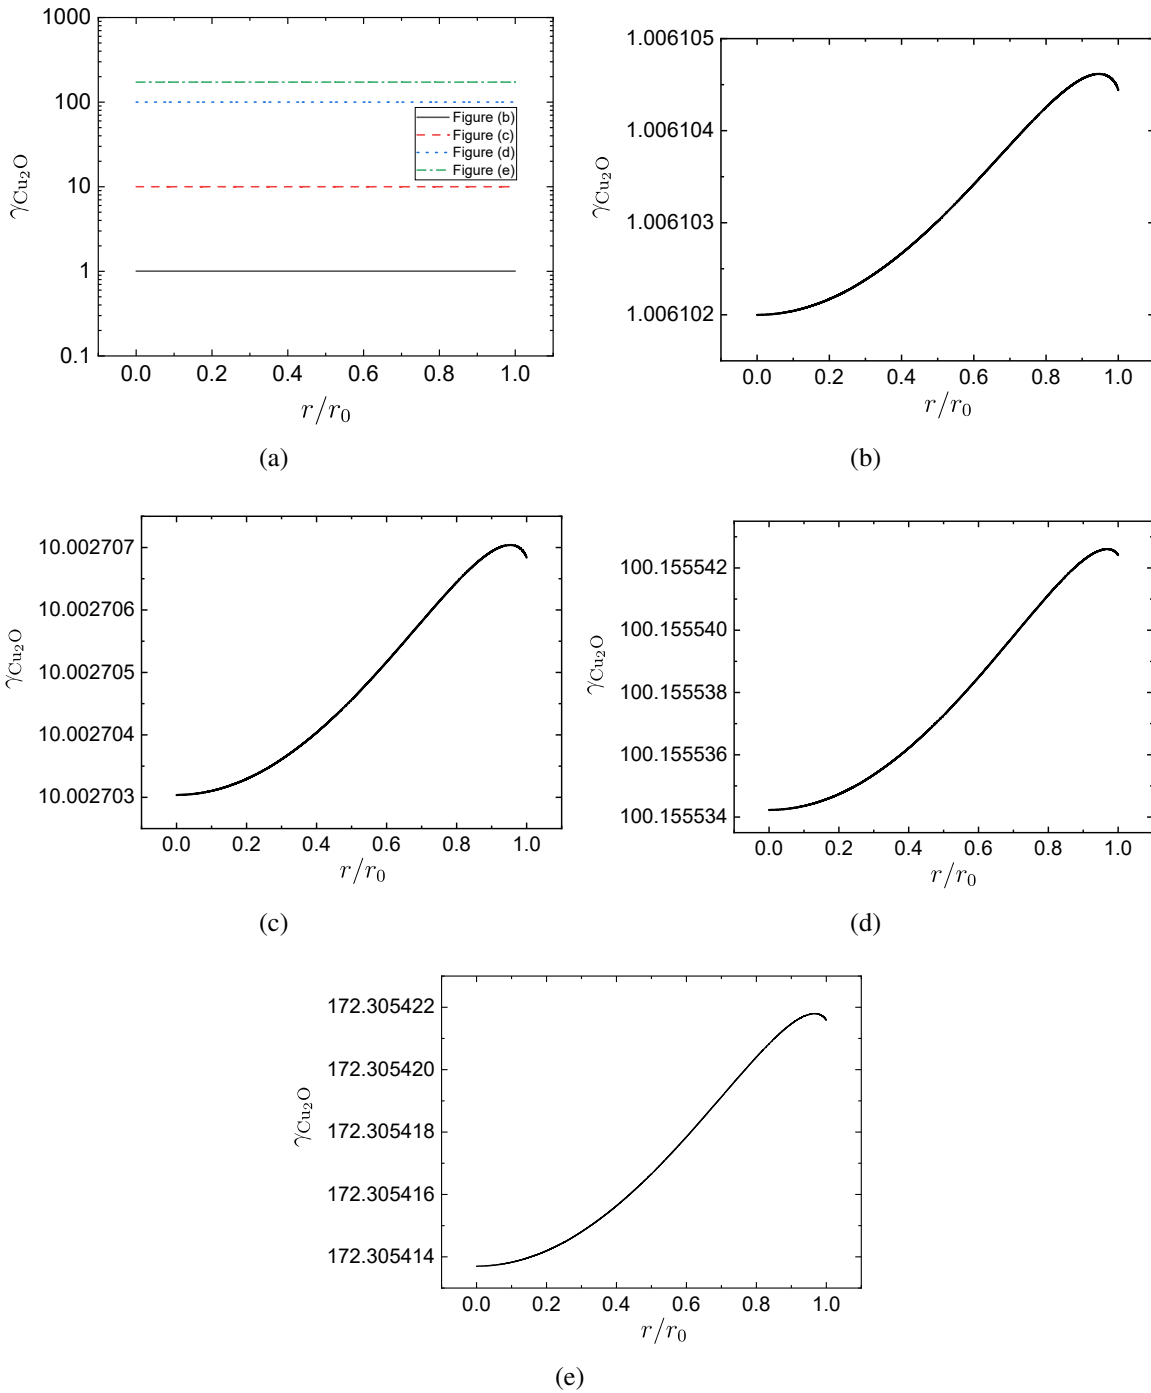 1000
100
10
1
0.1
γCu₂O
Figure (b)
Figure (c)
Figure (d)
Figure (e)
0.0 0.2 0.4 0.6 0.8 1.0
r/r₀
(a)
1.006105
1.006104
1.006103
1.006102
γCu₂O
0.0 0.2 0.4 0.6 0.8 1.0
r/r₀
(b)
10.002707
10.002706
10.002705
10.002704
10.002703
γCu₂O
0.0 0.2 0.4 0.6 0.8 1.0
r/r₀
(c)
100.155542
100.155540
100.155538
100.155536
100.155534
γCu₂O
0.0 0.2 0.4 0.6 0.8 1.0
r/r₀
(d)
172.305422
172.305420
172.305418
172.305416
172.305414
γCu₂O
0.0 0.2 0.4 0.6 0.8 1.0
r/r₀
(e)